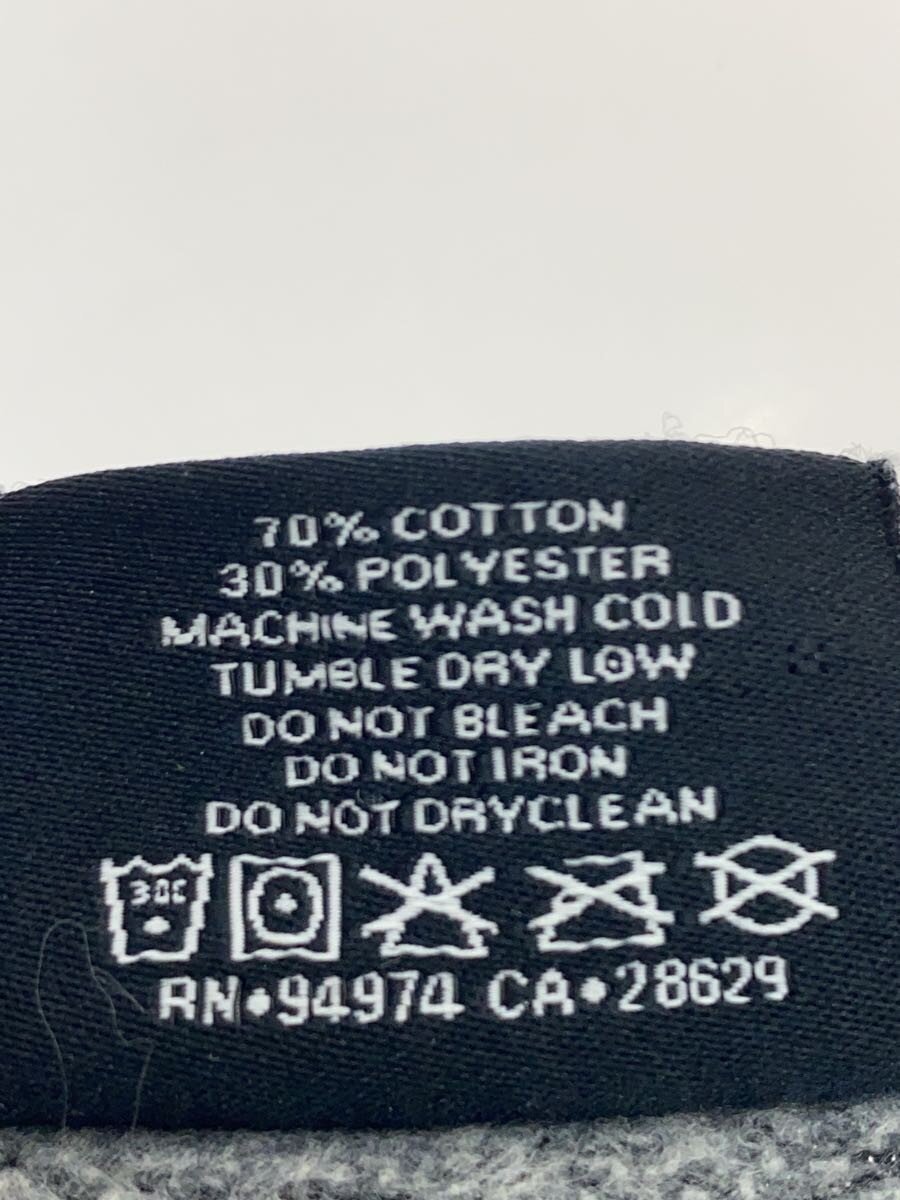 70% COTTON
30% POLYESTER
MACHINE WASH COLD
TUMBLE DRY LOW
DO NOT BLEACH
DO NOT IRON
DO NOT DRYCLEAN
30C
RN•94974 CA•28629